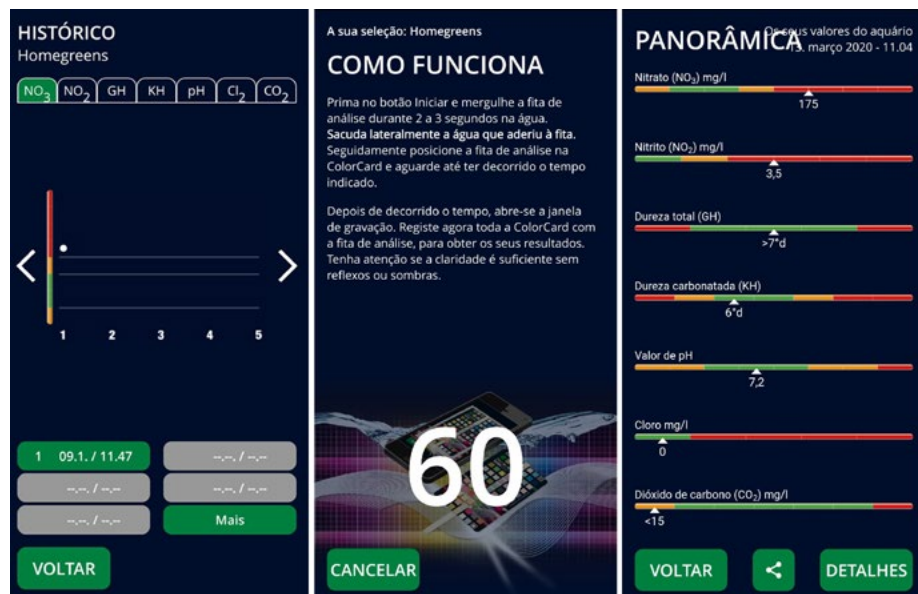 HISTÓRICO
Homegreens
NO3 NO2 GH KH pH Cl2 CO2
1 2 3 4 5
1 09.1. / 11.47
--.--. / --.--
--.--. / --.--
--.--. / --.--
--.--. / --.--
Mais
VOLTAR
A sua seleção: Homegreens
COMO FUNCIONA
Prima no botão Iniciar e mergulhe a fita de
análise durante 2 a 3 segundos na água.
Sacuda lateralmente a água que aderiu à fita.
Seguidamente posicione a fita de análise na
ColorCard e aguarde até ter decorrido o tempo
indicado.
Depois de decorrido o tempo, abre-se a janela
de gravação. Registe agora toda a ColorCard com
a fita de análise, para obter os seus resultados.
Tenha atenção se a claridade é suficiente sem
reflexos ou sombras.
60
CANCELAR
PANORÂMICA
Os seus valores do aquário
março 2020 - 11.04
Nitrato (NO3) mg/l
175
Nitrito (NO2) mg/l
3,5
Dureza total (GH)
>7°d
Dureza carbonatada (KH)
6°d
Valor de pH
7,2
Cloro mg/l
0
Dióxido de carbono (CO2) mg/l
<15
VOLTAR
DETALHES